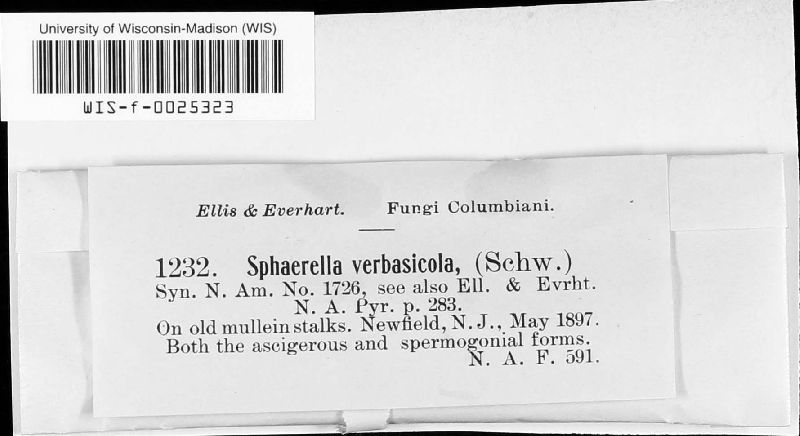 University of Wisconsin-Madison (WIS)
WIS-f-0025323
Ellis & Everhart. Fungi Columbiani.
1232. Sphaerella verbasicola, (Schw.)
Syn. N. Am. No. 1726, see also Ell. & Evrht.
N. A. Pyr. p. 283.
On old mullein stalks. Newfield, N. J., May 1897.
Both the ascigerous and spermogonial forms.
N. A. F. 591.